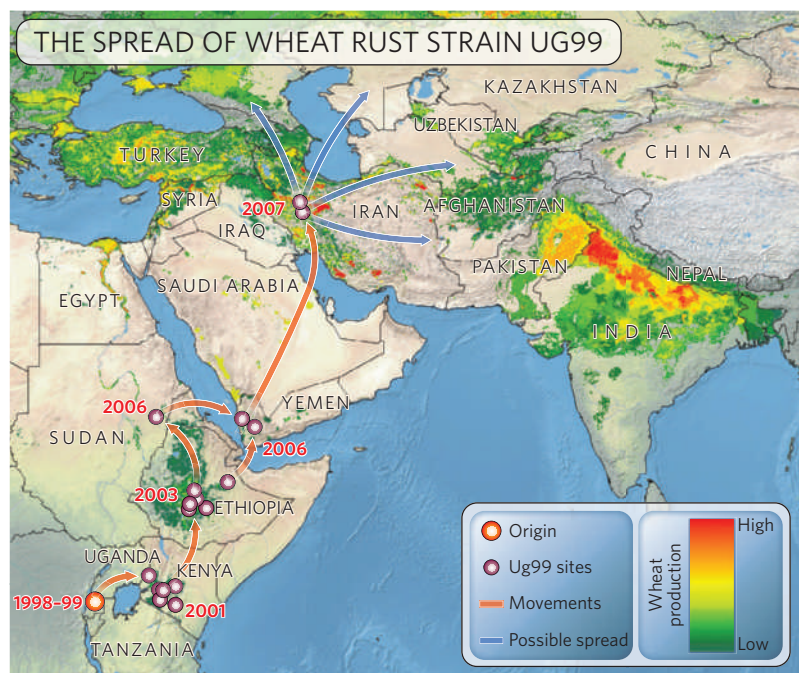 THE SPREAD OF WHEAT RUST STRAIN UG99
KAZAKHSTAN
UZBEKISTAN
CHINA
TURKEY
SYRIA
2007
IRAN
AFGHANISTAN
IRAQ
PAKISTAN
NEPAL
SAUDI ARABIA
EGYPT
INDIA
2006
YEMEN
SUDAN
2006
2003
ETHIOPIA
UGANDA
KENYA
1998–99
2001
TANZANIA
Origin
Ug99 sites
Movements
Possible spread
Wheat
production
High
Low